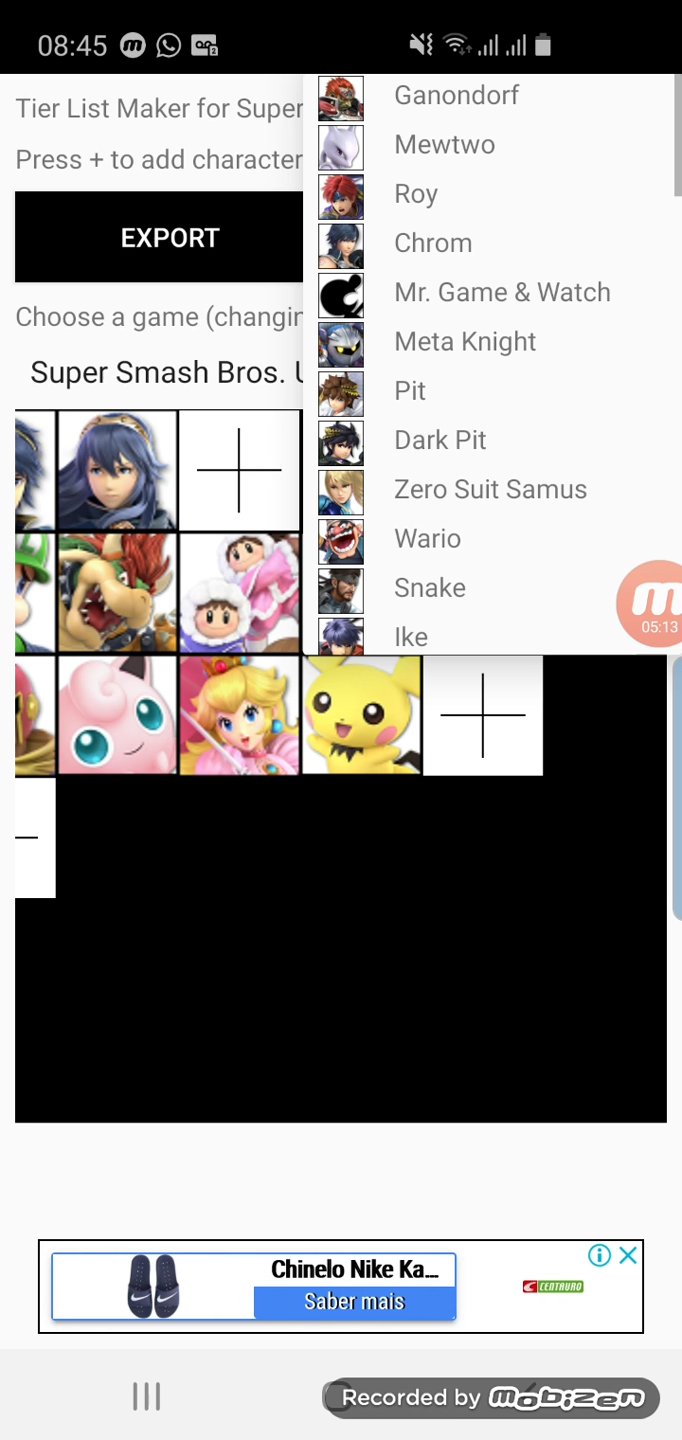 08:45
Tier List Maker for Super
Press + to add character
EXPORT
Choose a game (changin
Super Smash Bros. U
Ganondorf
Mewtwo
Roy
Chrom
Mr. Game & Watch
Meta Knight
Pit
Dark Pit
Zero Suit Samus
Wario
Snake
Ike
05:13
Chinelo Nike Ka...
Saber mais
CENTAURO
Recorded by mobizen